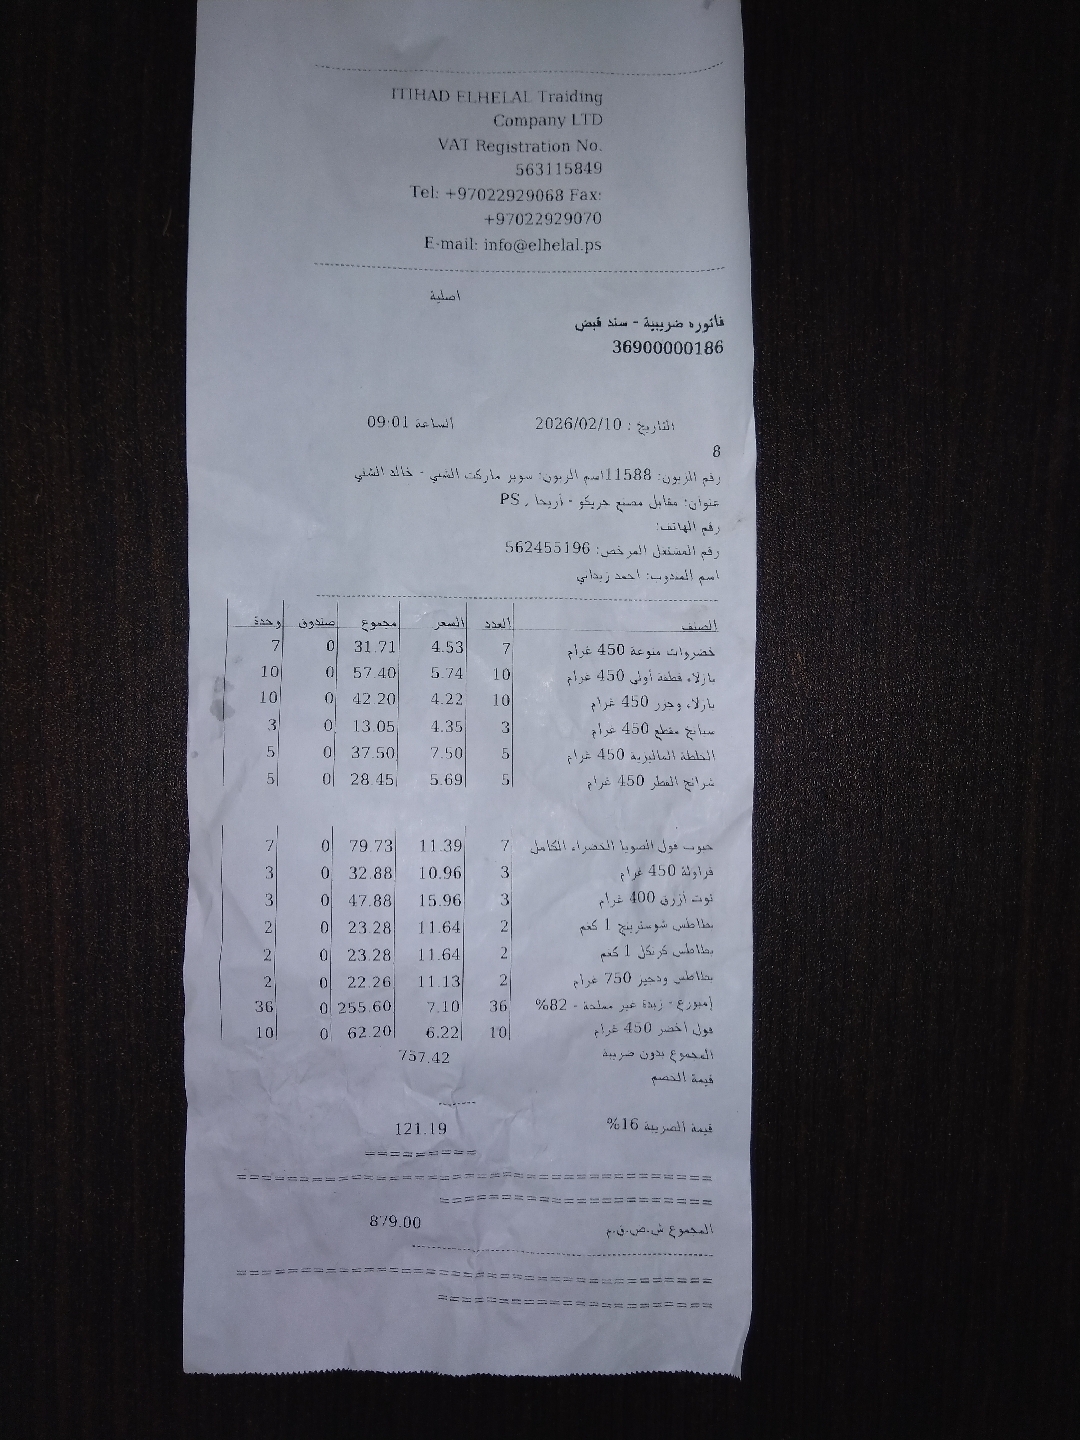 ITIHAD ELHELAL Traiding
Company LTD
VAT Registration No.
563115849
Tel: +97022929068 Fax:
+97022929070
E-mail: info@elhelal.ps
اصلية
فاتوره ضريبية - سند قبض
36900000186
التاريخ : 2026/02/10 الساعة 09:01
8
رقم الزبون: 11588اسم الزبون: سوبر ماركت الشني - خالد الشني
عنوان: مقابل مصنع جريكو - أريحا , PS
رقم الهاتف:
رقم المشتغل المرخص: 562455196
اسم المندوب: احمد زيداني
الصنف العدد السعر مجموع صندوق وحدة
خضروات منوعة 450 غرام 7 4.53 31.71 0 7
بازلاء قطفة أولى 450 غرام 10 5.74 57.40 0 10
بازلاء وجزر 450 غرام 10 4.22 42.20 0 10
سبانخ مقطع 450 غرام 3 4.35 13.05 0 3
الخلطة الماليزية 450 غرام 5 7.50 37.50 0 5
شرائح الفطر 450 غرام 5 5.69 28.45 0 5
حبوب فول الصويا الخضراء الكامل 7 11.39 79.73 0 7
فراولة 450 غرام 3 10.96 32.88 0 3
توت أزرق 400 غرام 3 15.96 47.88 0 3
بطاطس شوسترينج 1 كغم 2 11.64 23.28 0 2
بطاطس كرنكل 1 كغم 2 11.64 23.28 0 2
بطاطس ودجيز 750 غرام 2 11.13 22.26 0 2
إمبورغ - زبدة غير مملحة - 82% 36 7.10 255.60 0 36
فول أخضر 450 غرام 10 6.22 62.20 0 10
المجموع بدون ضريبة 757.42
قيمة الخصم
قيمة الضريبة 16% 121.19
المجموع ش.ض.ق.م 879.00